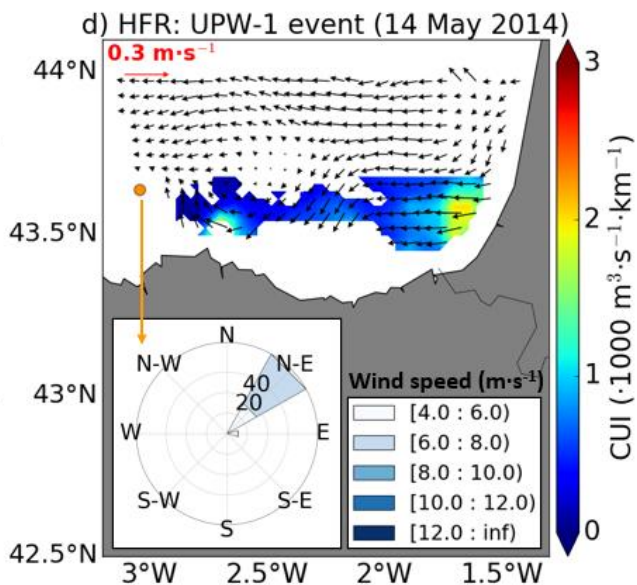 d) HFR: UPW-1 event (14 May 2014)
0.3 m·s⁻¹
44°N
43.5°N
43°N
42.5°N
3°W
2.5°W
2°W
1.5°W
N
N-E
E
S-E
S
S-W
W
N-W
40
20
Wind speed (m·s⁻¹)
[4.0 : 6.0)
[6.0 : 8.0)
[8.0 : 10.0)
[10.0 : 12.0)
[12.0 : inf)
3
2
1
0
CUI (·1000 m³·s⁻¹·km⁻¹)